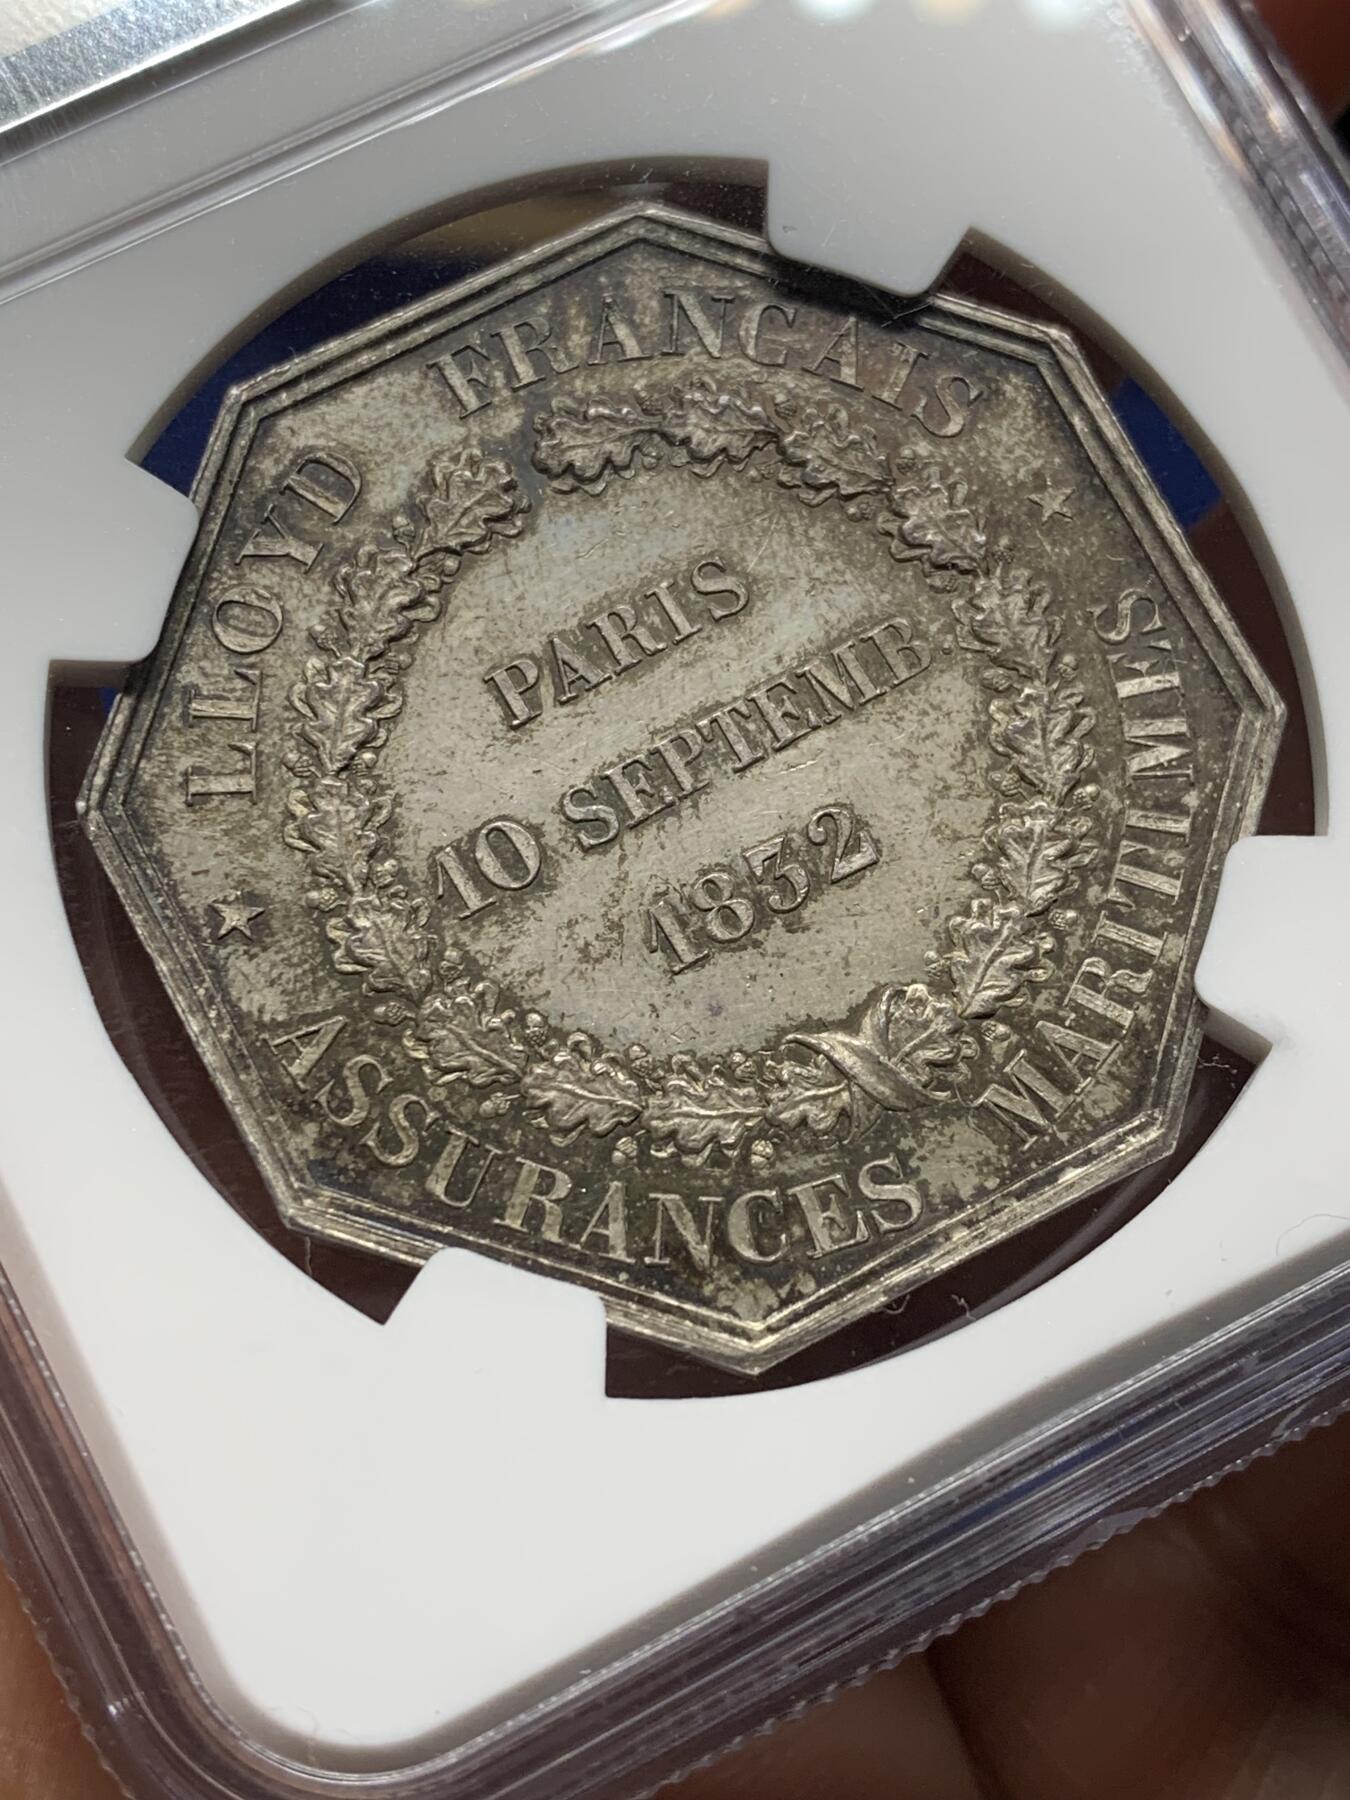 LLOYD FRANCAIS
PARIS
10 SEPTEMB.
1832
ASSURANCES MARITIMES